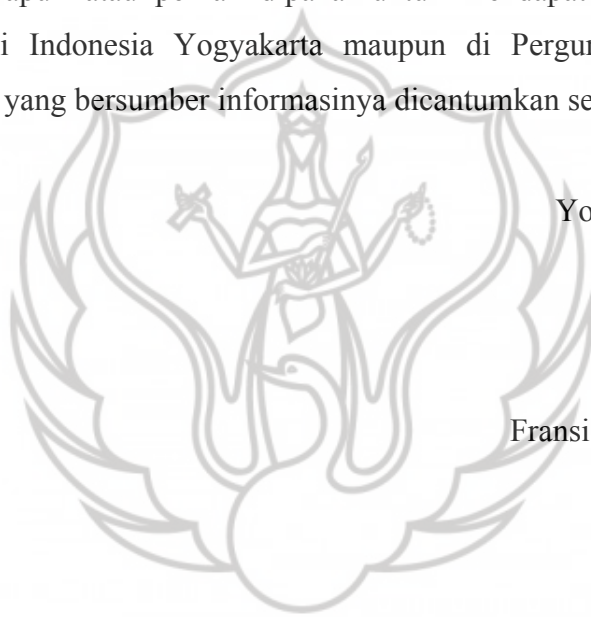 i Indonesia Yogyakarta maupun di Pergur
yang bersumber informasinya dicantumkan se
Yo
Fransi